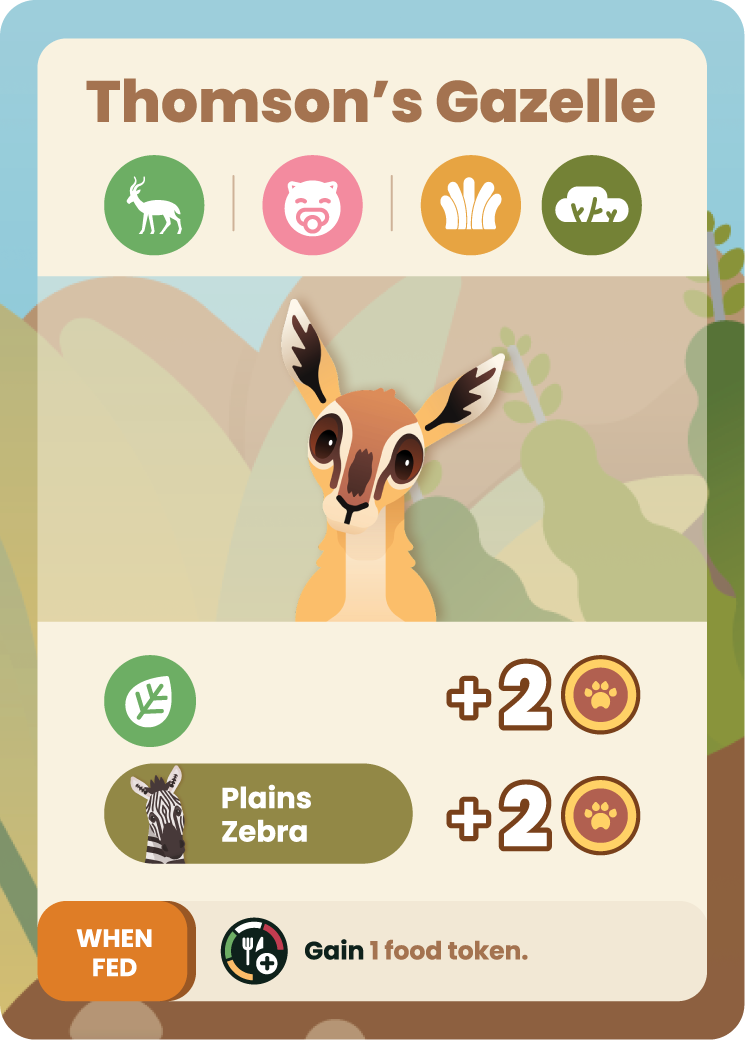 Thomson’s Gazelle
+2
Plains
Zebra
+2
WHEN
FED
Gain 1 food token.